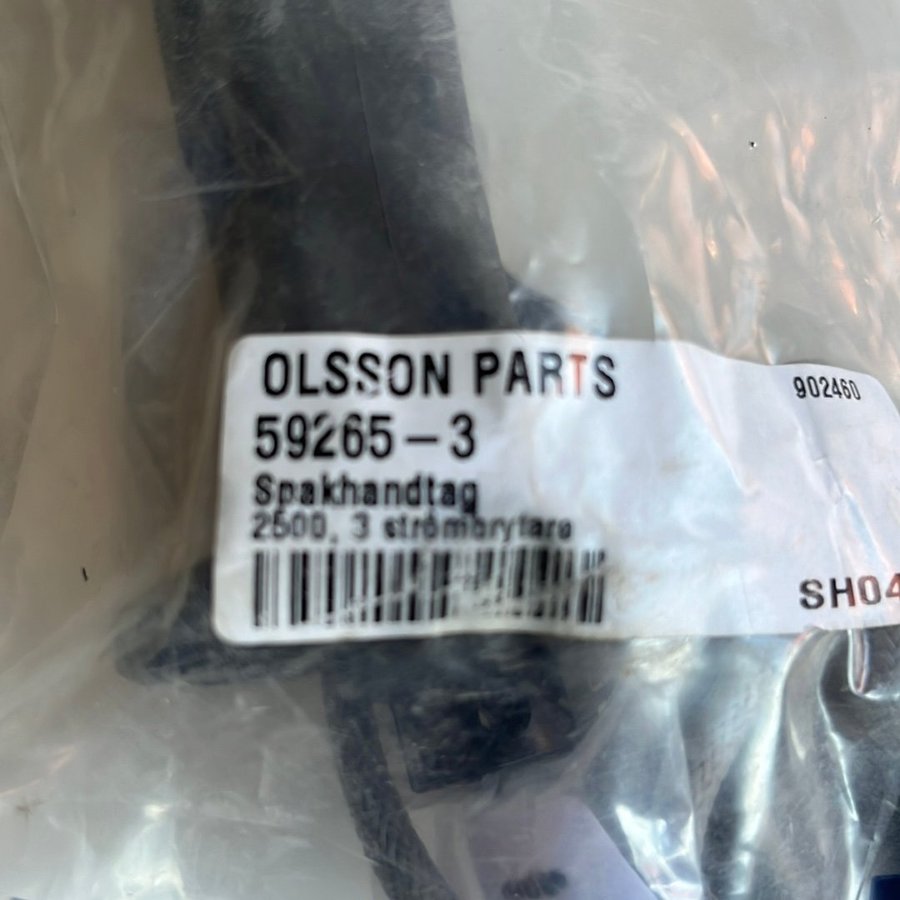 OLSSON PARTS
902460
59265-3
Spakhandtag
2500, 3 strömbrytare
SH04